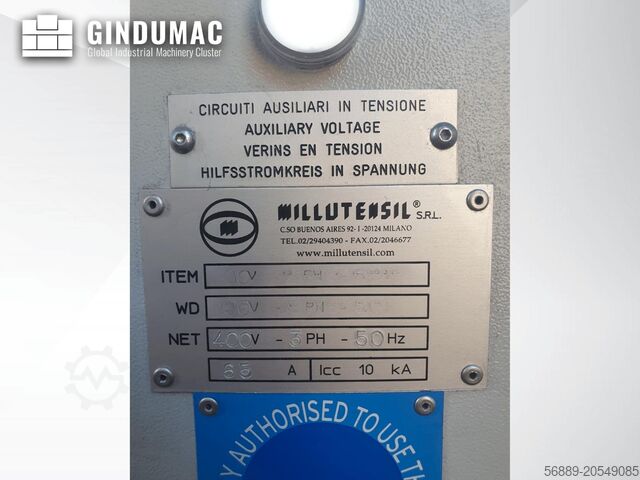 GINDUMAC
Global Industrial Machinery Cluster
CIRCUITI AUSILIARI IN TENSIONE
AUXILIARY VOLTAGE
VERINS EN TENSION
HILFSSTROMKREIS IN SPANNUNG
MILLUTENSIL® S.R.L.
C.SO BUENOS AIRES 92- I -20124 MILANO
TEL.02/29404390 - FAX.02/2046677
www.millutensil.com
ITEM
WD
NET 400V - 3PH - 50Hz
A Icc 10 kA
Y AUTHORISED TO USE TH
56889-20549085